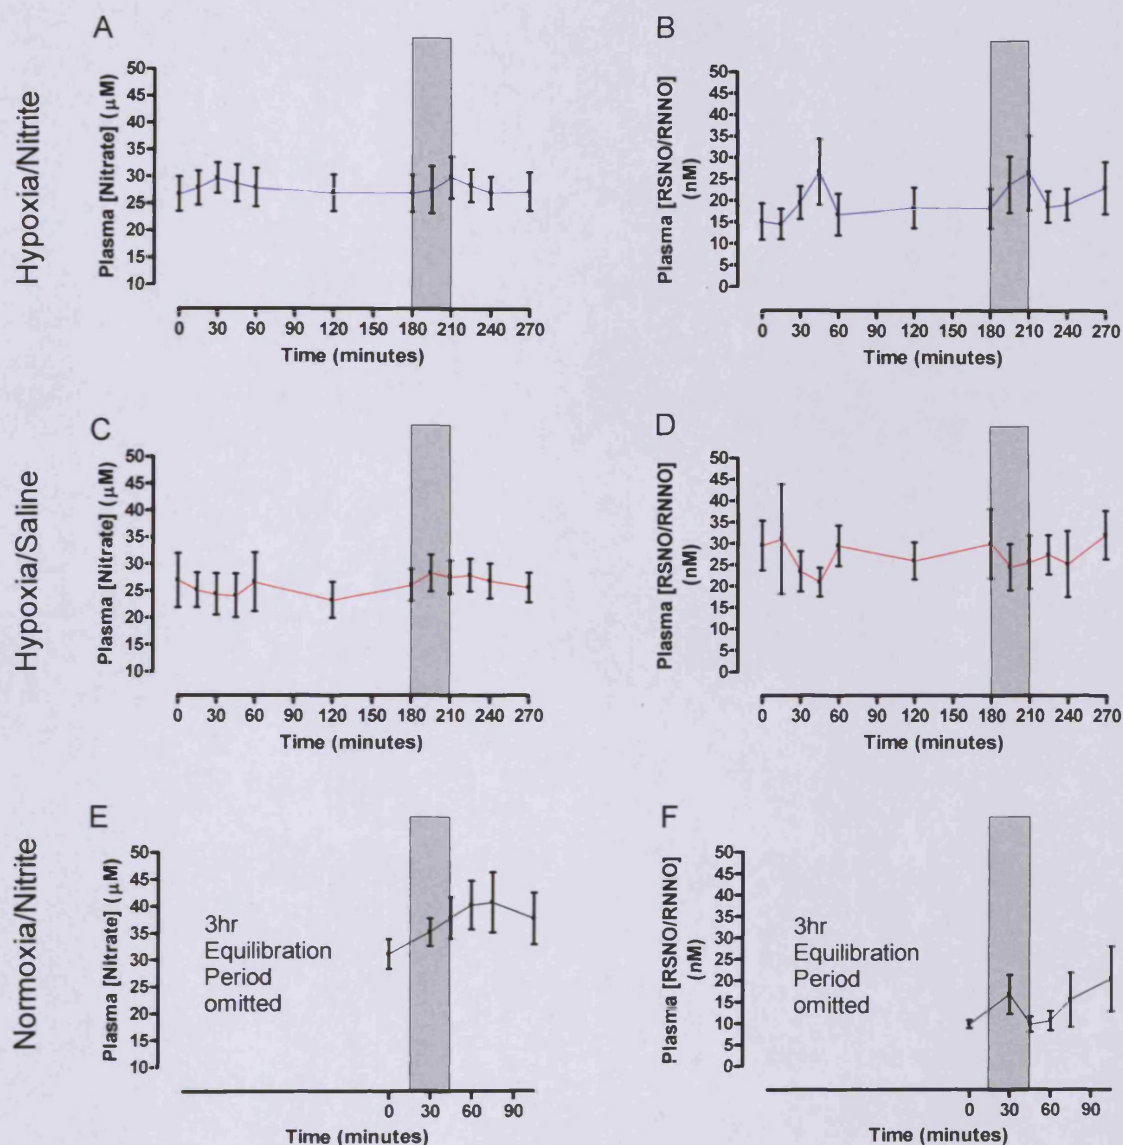 A
B
Hypoxia/Nitrite
Plasma [Nitrate] (μM)
50
45
40
35
30
25
20
15
10
0 30 60 90 120 150 180 210 240 270
Time (minutes)
Plasma [RSNO/RNNO]
(nM)
50
45
40
35
30
25
20
15
10
5
0
0 30 60 90 120 150 180 210 240 270
Time (minutes)
C
D
Hypoxia/Saline
Plasma [Nitrate] (μM)
50
45
40
35
30
25
20
15
10
0 30 60 90 120 150 180 210 240 270
Time (minutes)
Plasma [RSNO/RNNO]
(nM)
50
45
40
35
30
25
20
15
10
5
0
0 30 60 90 120 150 180 210 240 270
Time (minutes)
E
F
Normoxia/Nitrite
Plasma [Nitrate] (μM)
50
45
40
35
30
25
20
15
10
3hr
Equilibration
Period
omitted
0 30 60 90
Time (minutes)
Plasma [RSNO/RNNO]
(nM)
50
45
40
35
30
25
20
15
10
5
0
3hr
Equilibration
Period
omitted
0 30 60 90
Time (minutes)